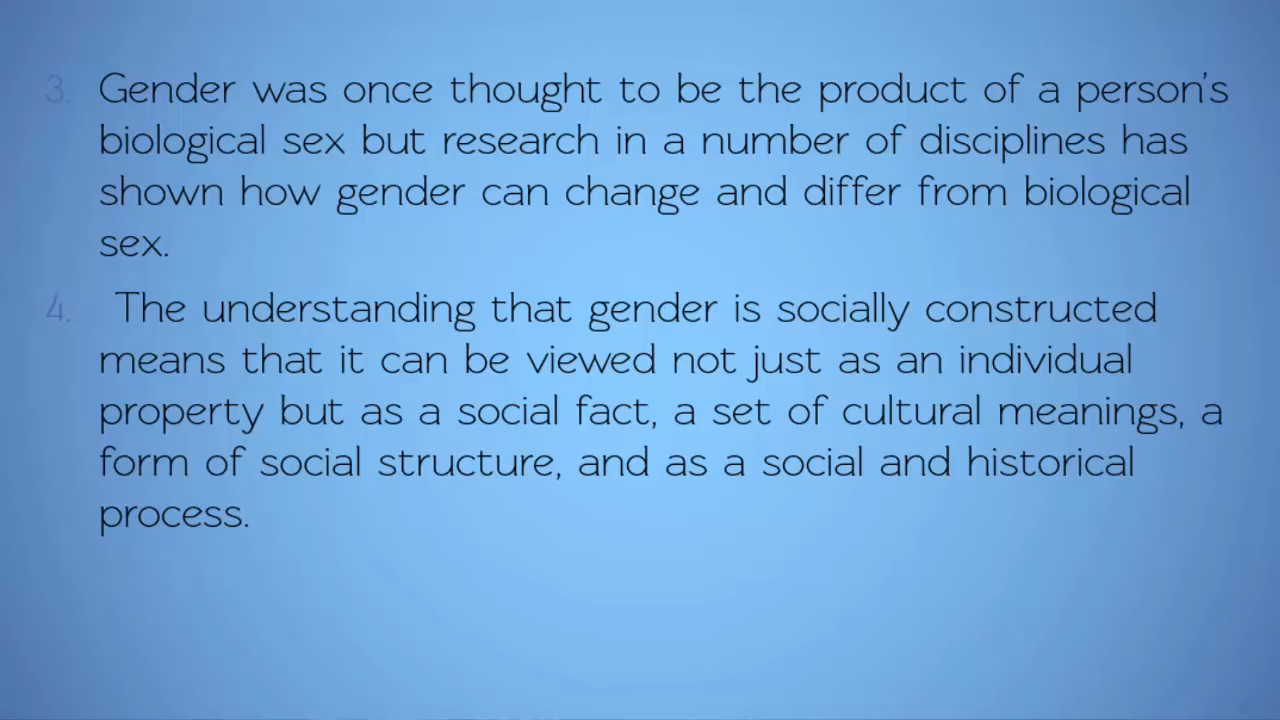 3. Gender was once thought to be the product of a person's
biological sex but research in a number of disciplines has
shown how gender can change and differ from biological
sex.
4. The understanding that gender is socially constructed
means that it can be viewed not just as an individual
property but as a social fact, a set of cultural meanings, a
form of social structure, and as a social and historical
process.